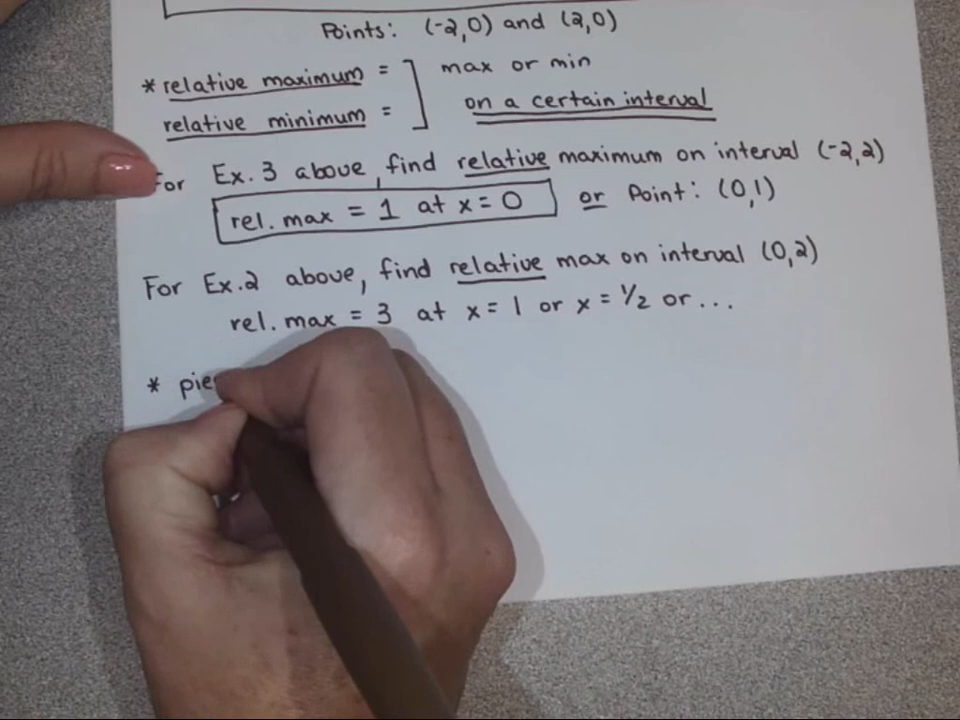 Points: (-2,0) and (2,0)
* relative maximum = ] max or min
relative minimum = ] on a certain interval
For Ex. 3 above, find relative maximum on interval (-2,2)
rel. max = 1 at x = 0 or Point: (0,1)
For Ex.2 above, find relative max on interval (0,2)
rel. max = 3 at x = 1 or x = 1/2 or ...
* pie